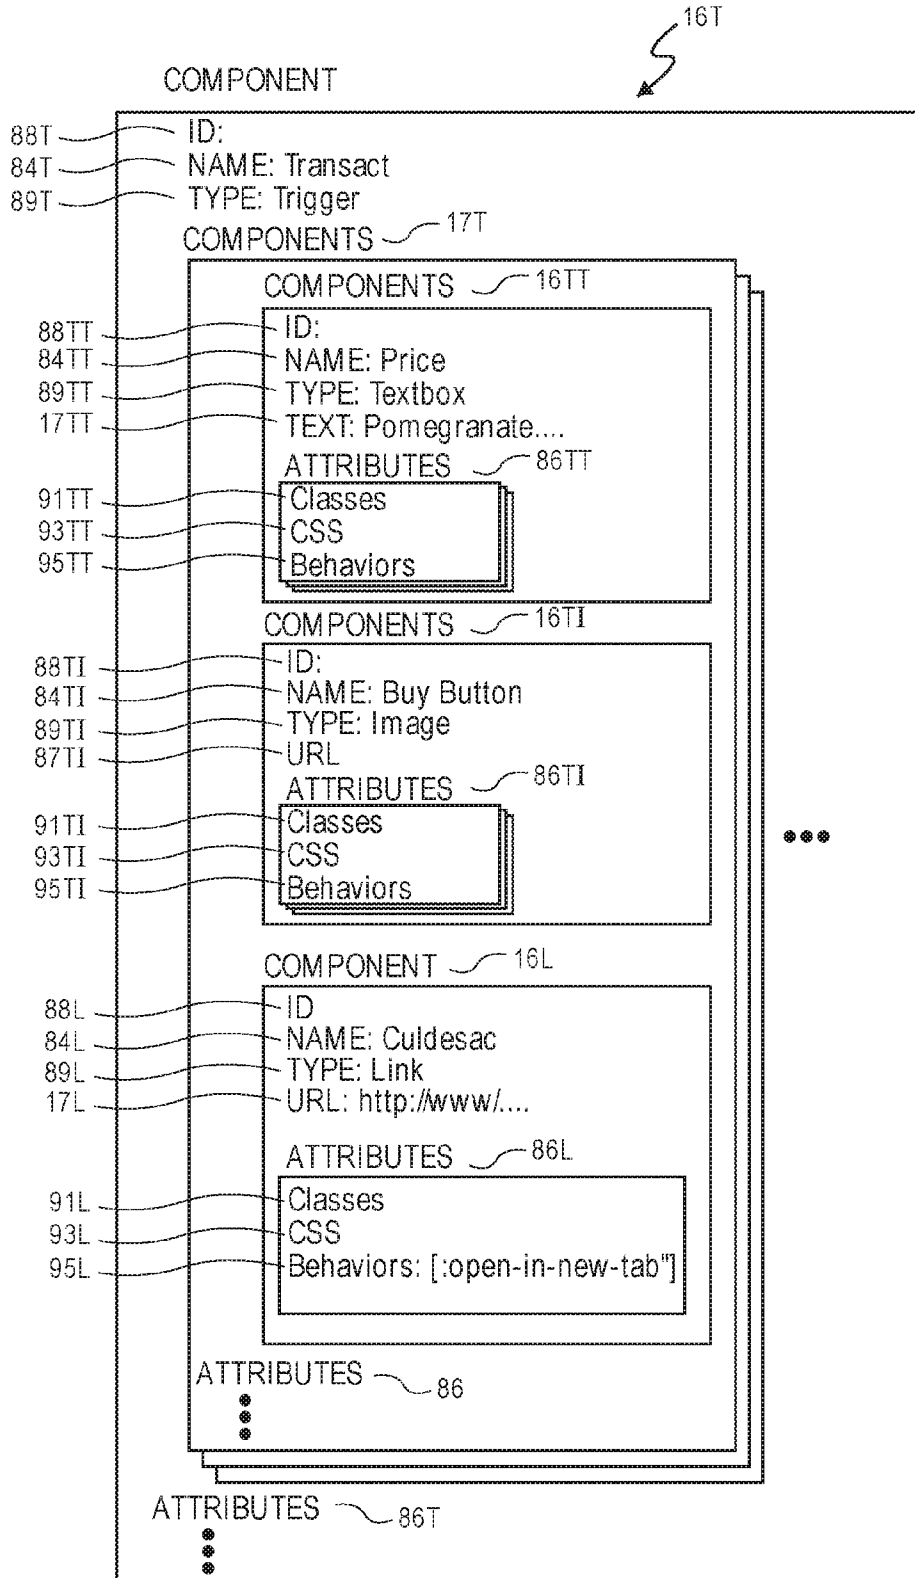 16T
COMPONENT
88T ID:
84T NAME: Transact
89T TYPE: Trigger
COMPONENTS 17T
COMPONENTS 16TT
88TT ID:
84TT NAME: Price
89TT TYPE: Textbox
17TT TEXT: Pomegranate....
ATTRIBUTES 86TT
91TT Classes
93TT CSS
95TT Behaviors
COMPONENTS 16TI
88TI ID:
84TI NAME: Buy Button
89TI TYPE: Image
87TI URL
ATTRIBUTES 86TI
91TI Classes
93TI CSS
95TI Behaviors
COMPONENT 16L
88L ID
84L NAME: Culdesac
89L TYPE: Link
17L URL: http://www/....
ATTRIBUTES 86L
91L Classes
93L CSS
95L Behaviors: [:open-in-new-tab"]
ATTRIBUTES 86
ATTRIBUTES 86T